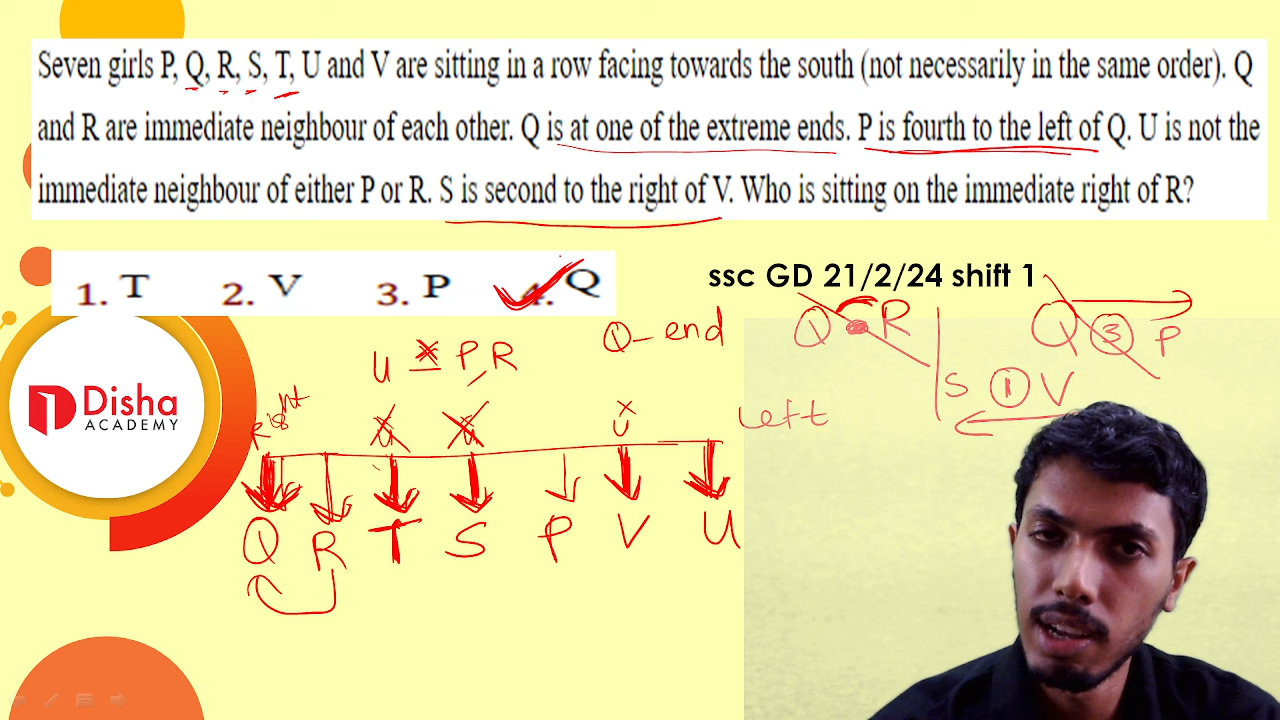 Seven girls P, Q, R, S, T, U and V are sitting in a row facing towards the south (not necessarily in the same order). Q
and R are immediate neighbour of each other. Q is at one of the extreme ends. P is fourth to the left of Q. U is not the
immediate neighbour of either P or R. S is second to the right of V. Who is sitting on the immediate right of R?
1. T 2. V 3. P 4. Q
ssc GD 21/2/24 shift 1
Q R Q 3 P
Q- end
U P, R
S 1 V
Right U U U Left
Disha
ACADEMY
Q R T S P V U